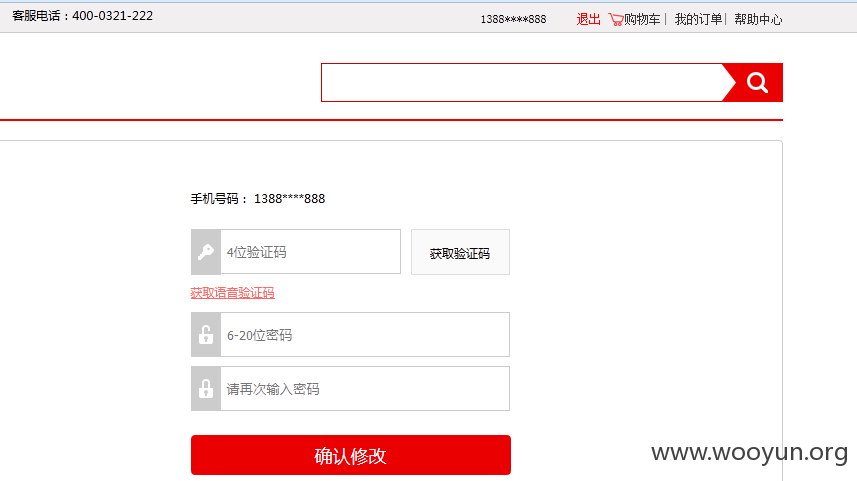 客服电话：400-0321-222
1388****888 退出 购物车 | 我的订单 | 帮助中心
手机号码： 1388****888
4位验证码 获取验证码
获取语音验证码
6-20位密码
请再次输入密码
确认修改
www.wooyun.org